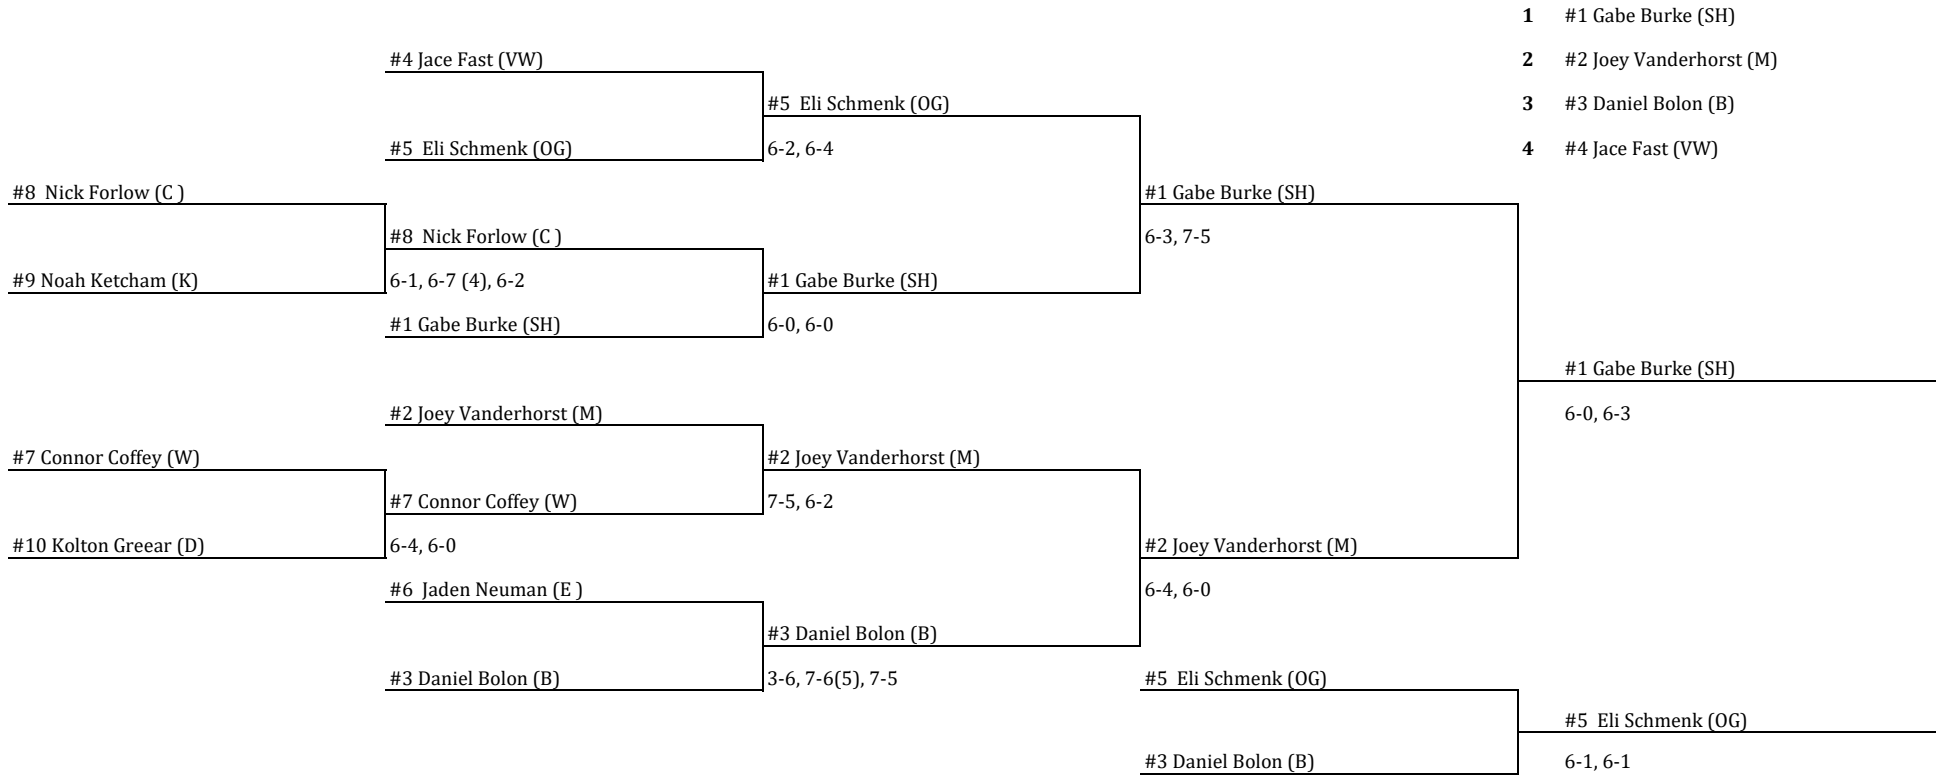 1 #1 Gabe Burke (SH)
#4 Jace Fast (VW) 2 #2 Joey Vanderhorst (M)
#5 Eli Schmenk (OG) 3 #3 Daniel Bolon (B)
#5 Eli Schmenk (OG) 6-2, 6-4 4 #4 Jace Fast (VW)
#8 Nick Forlow (C ) #1 Gabe Burke (SH)
#8 Nick Forlow (C ) 6-3, 7-5
#9 Noah Ketcham (K) 6-1, 6-7 (4), 6-2 #1 Gabe Burke (SH)
#1 Gabe Burke (SH) 6-0, 6-0
#1 Gabe Burke (SH)
#2 Joey Vanderhorst (M) 6-0, 6-3
#7 Connor Coffey (W) #2 Joey Vanderhorst (M)
#7 Connor Coffey (W) 7-5, 6-2
#10 Kolton Greear (D) 6-4, 6-0 #2 Joey Vanderhorst (M)
#6 Jaden Neuman (E ) 6-4, 6-0
#3 Daniel Bolon (B)
#3 Daniel Bolon (B) 3-6, 7-6(5), 7-5 #5 Eli Schmenk (OG)
#5 Eli Schmenk (OG)
#3 Daniel Bolon (B) 6-1, 6-1